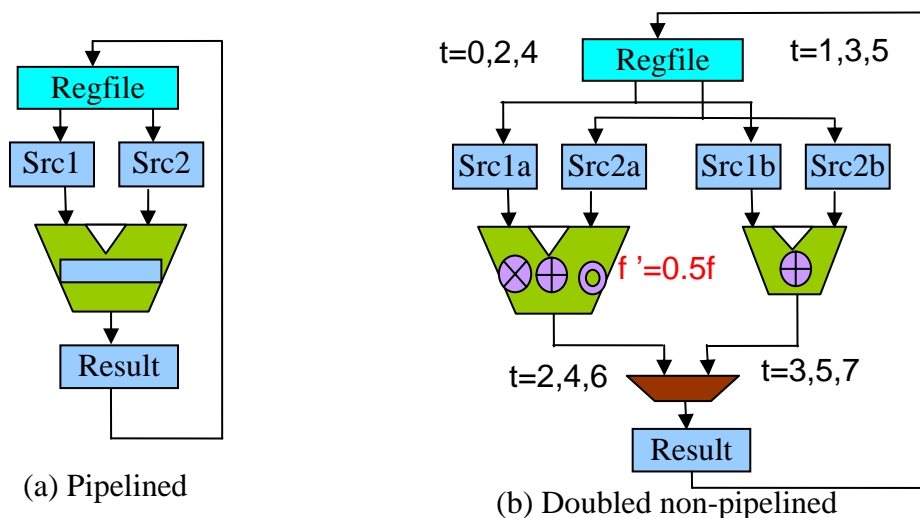 Regfile
Src1 Src2
Result
(a) Pipelined
t=0,2,4 t=1,3,5
Regfile
Src1a Src2a Src1b Src2b
f ’=0.5f
t=2,4,6 t=3,5,7
Result
(b) Doubled non-pipelined